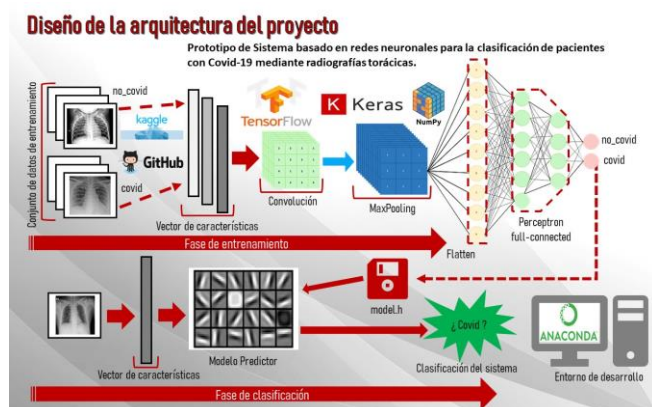 Diseño de la arquitectura del proyecto
Prototipo de Sistema basado en redes neuronales para la clasificación de pacientes
con Covid-19 mediante radiografías torácicas.
Conjunto de datos de entrenamiento
no_covid
kaggle
GitHub
covid
Vector de características
TensorFlow
Convolución
K Keras
NumPy
MaxPooling
Flatten
Perceptron
full-connected
no_covid
covid
Fase de entrenamiento
Vector de características
Modelo Predictor
model.h
¿ Covid ?
Clasificación del sistema
ANACONDA
Entorno de desarrollo
Fase de clasificación